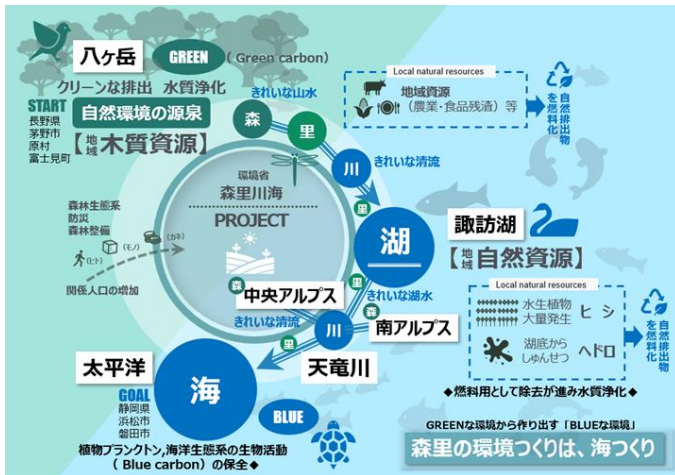 八ヶ岳
GREEN
( Green carbon)
クリーンな排出 水質浄化
START
自然環境の源泉
長野県
茅野市
原村
富士見町
【地域 木質資源】
きれいな山水
森
里
川
きれいな清流
Local natural resources
地域資源
（農業・食品残渣）等
自然排出物
を燃料化
環境省
森里川海
PROJECT
森林生態系
防災
森林整備
(ヒト)
(モノ)
(カネ)
関係人口の増加
里
湖
諏訪湖
【地域 自然資源】
里
きれいな湖水
森
中央アルプス
きれいな清流
川
森
南アルプス
里
天竜川
Local natural resources
水生植物
大量発生
ヒシ
湖底から
しゅんせつ
ヘドロ
自然排出物
を燃料化
◆燃料用として除去が進み水質浄化◆
太平洋
海
GOAL
静岡県
浜松市
磐田市
BLUE
植物プランクトン,海洋生態系の生物活動
( Blue carbon）の保全◆
GREENな環境から作り出す「BLUEな環境」
森里の環境つくりは、海つくり